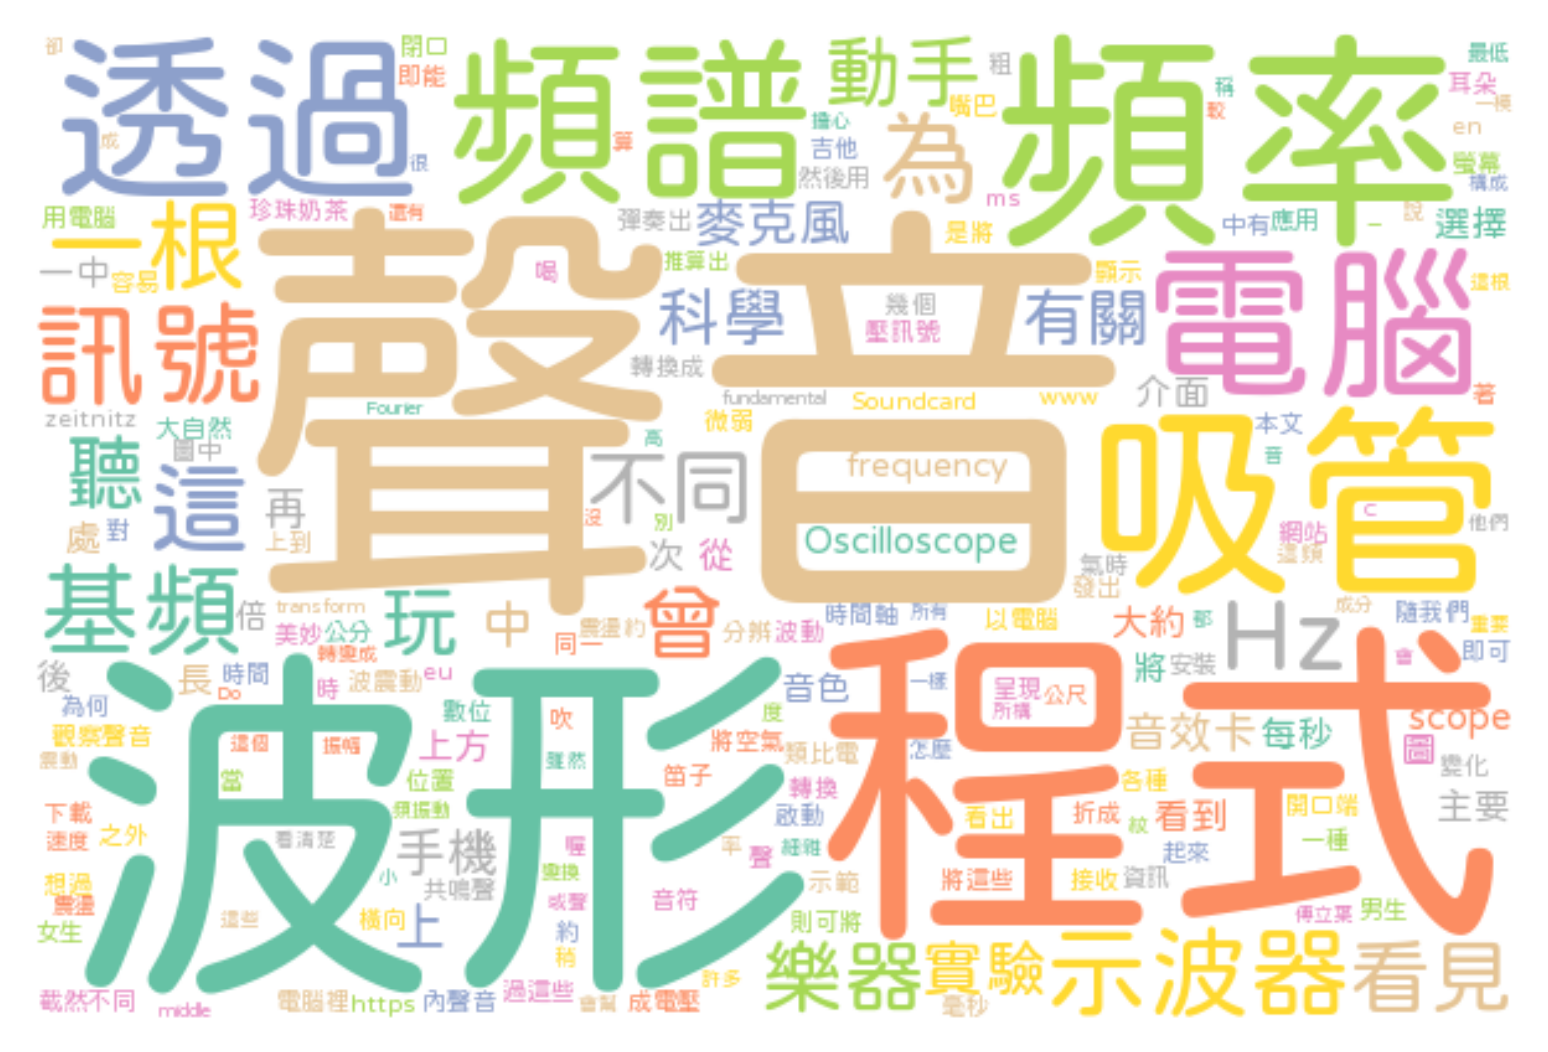 卻 透過 閉口 頻譜 動手 粗 頻率 最低
即能 嘴巴 稱 耳朵
成 很 算 擔心 為 較 一模
吉他 en
然後用 螢幕
珍珠奶茶 還有 ms 構成
用電腦 彈奏出 麥克風 是將 中有 應用 說 一 選擇
一根 聲音
一中 容易 喝 推算出 顯示 電腦 這根
訊號 科學 幾個 有關
壓訊號
轉換成
zeitnitz Fourier fundamental Soundcard www 介面 著
大自然 微弱 吸管 本文
聽 圖中 高 音
這 再 不同 frequency
處 對 上到 沒 別 Oscilloscope c 他們
次 從 網站
氣時 這頻
基頻 倍 transform 玩 中 曾 發出
美妙 公分 同一 震盪 約 分辨 波動 時間軸 所有 以電腦 大約 都 Hz 成分 隨我們 重要
轉變成 程式
後 長 時間 時 波震動 eu 音色 一樣 將 安裝 會 即可
為何 Do 波形 呈現 公尺
觀察聲音 數位 吹 度 所構 scope
震動 這個 振幅 上方 雖然 將空氣 類比電 怎麼 音效卡 每秒 圖 變化
當 位置 笛子 轉換 各種
下載 之外 頻振動 啟動 看出 折成 紋 看到 開口端 主要
速度 看清楚 手機 喔 平 聲 細雜 起來 一種
想過 小 共鳴聲 變換 示範 將這些 接收 資訊
震盪 這些 橫向 上 或聲 音符 則可將 傅立葉 男生
女生 約
稍 樂器 實驗 示波器 看見
截然不同 middle 電腦裡 https 內聲音 過這些 會幫 成電壓 許多 毫秒